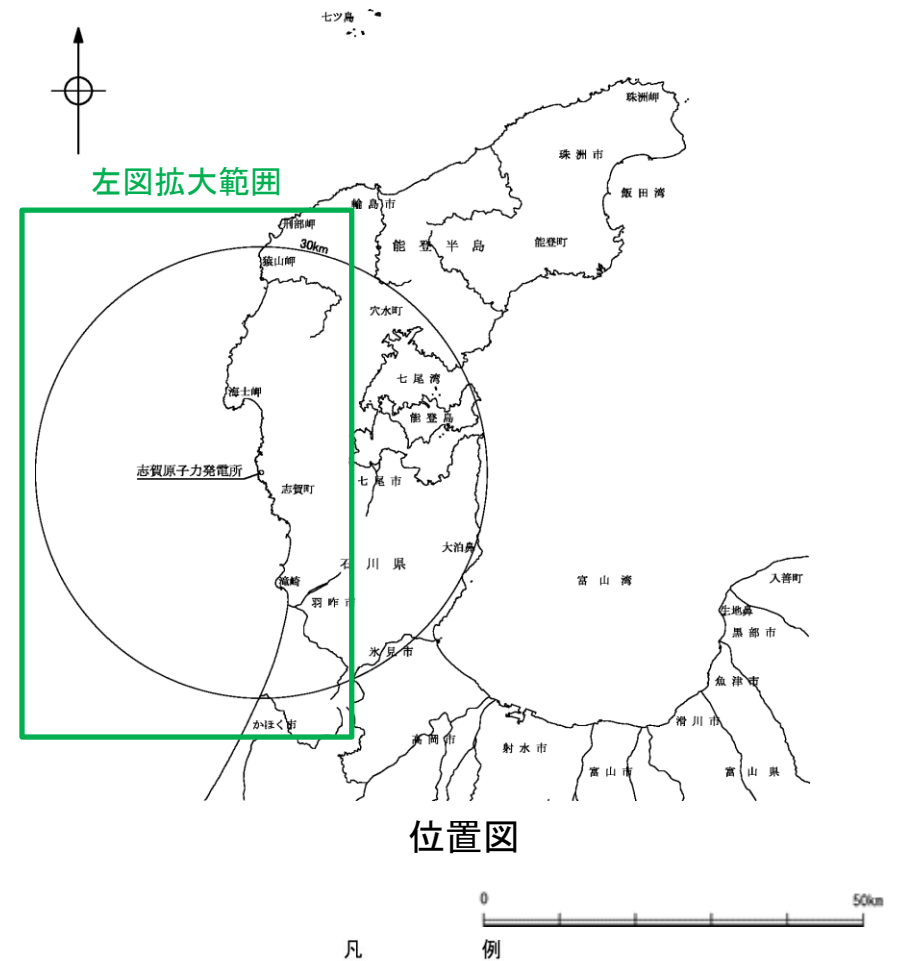 七ツ島
珠洲岬
珠洲市
左図拡大範囲
飯田湾
輪島市
刑部岬
30km
能登半島
能登町
猿山岬
穴水町
七尾湾
海士岬
能登島
志賀原子力発電所
七尾市
志賀町
大泊鼻
石川県
富山湾
入善町
滝崎
羽咋市
生地鼻
黒部市
氷見市
魚津市
かほく市
滑川市
高岡市
射水市
富山市
富山県
位置図
0 50km
凡例